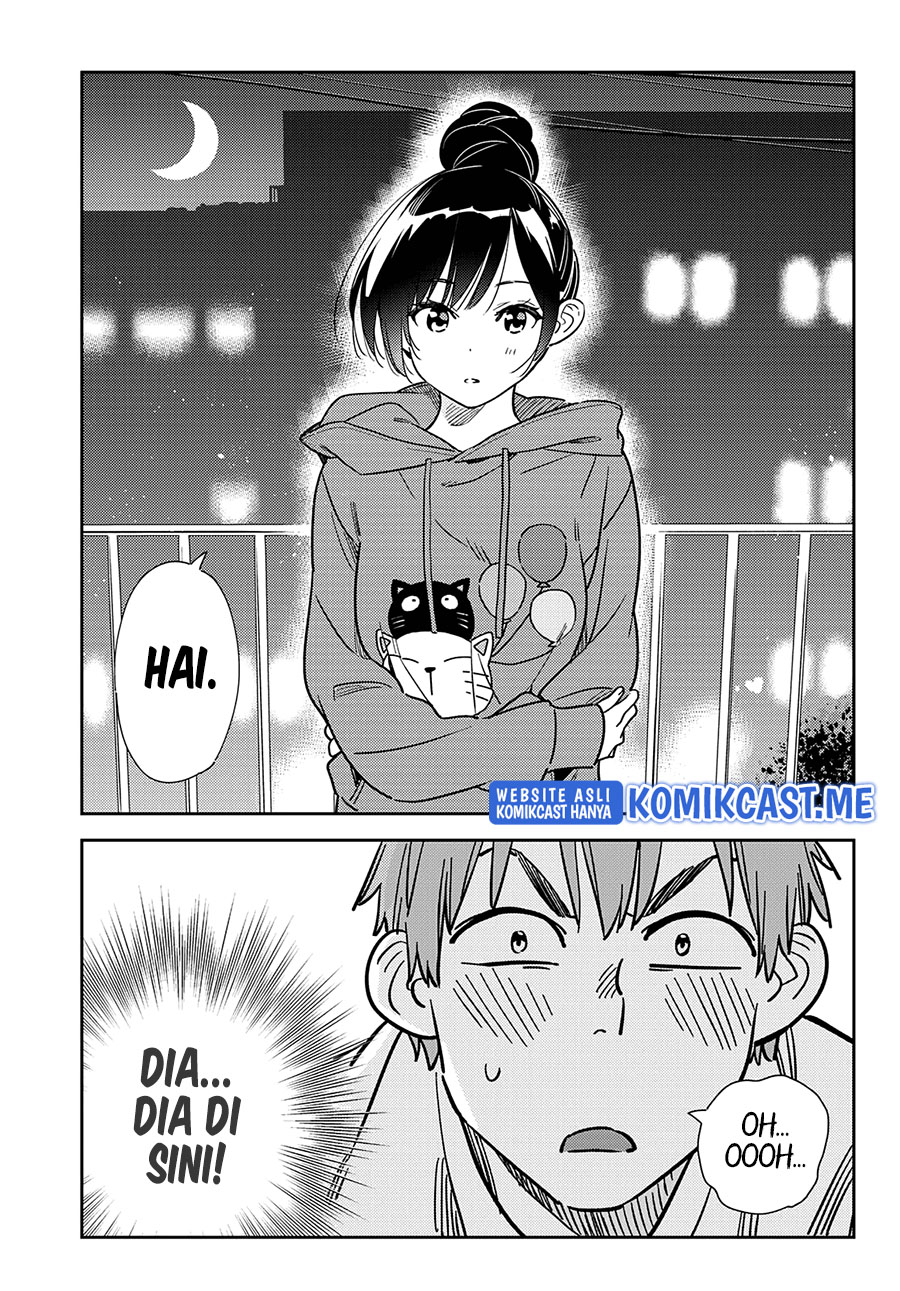 HAI.
WEBSITE ASLI
KOMIKCAST HANYA
KOMIKCAST.ME
DIA...
DIA DI
SINI!
OH...
OOOH...